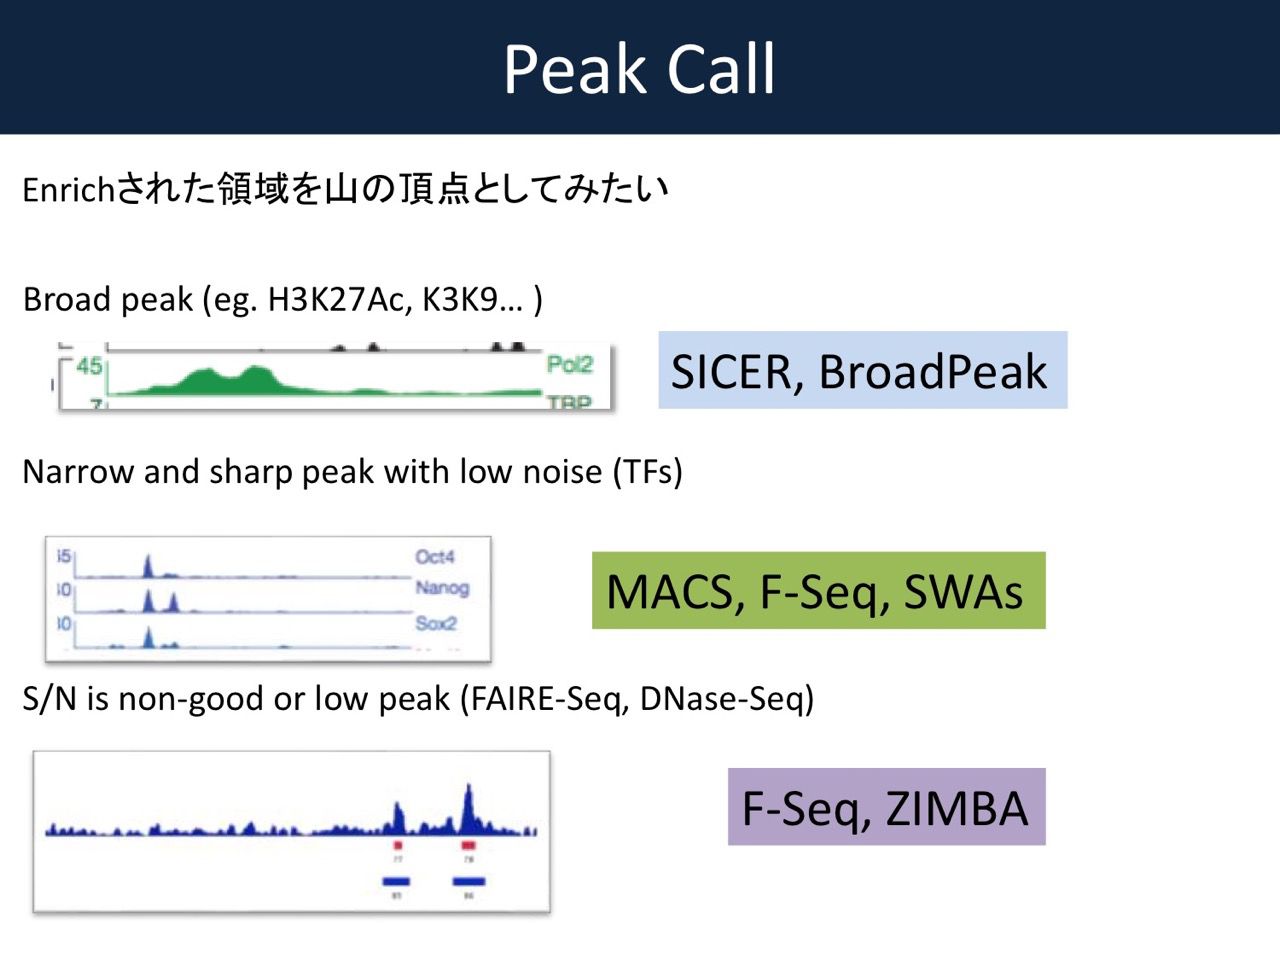 Peak Call
Enrichされた領域を山の頂点としてみたい
Broad peak (eg. H3K27Ac, K3K9… )
45 Pol2
7 TBP
SICER, BroadPeak
Narrow and sharp peak with low noise (TFs)
Oct4
Nanog
Sox2
MACS, F-Seq, SWAs
S/N is non-good or low peak (FAIRE-Seq, DNase-Seq)
F-Seq, ZIMBA